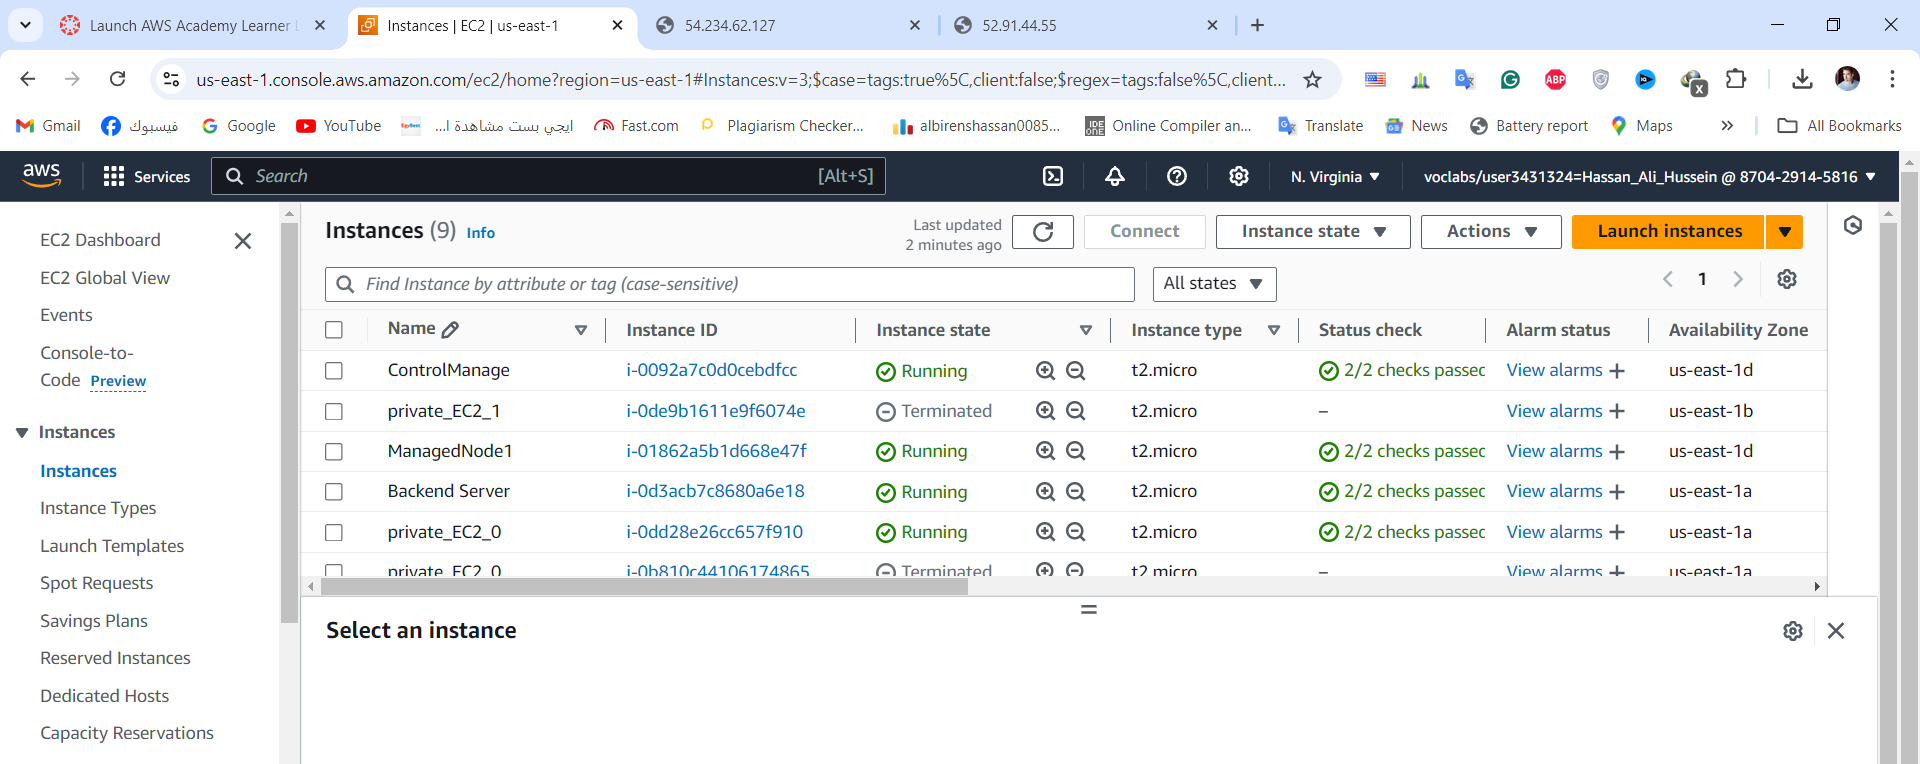 Launch AWS Academy Learner L
Instances | EC2 | us-east-1
54.234.62.127
52.91.44.55
us-east-1.console.aws.amazon.com/ec2/home?region=us-east-1#Instances:v=3;$case=tags:true%5C,client:false;$regex=tags:false%5C,client...
ABP
x
Gmail
فيسبوك
Google
YouTube
ايجي بست مشاهدة ا...
Fast.com
Plagiarism Checker...
albirenshassan0085...
Online Compiler an...
Translate
News
Battery report
Maps
»
All Bookmarks
aws
Services
Search
[Alt+S]
N. Virginia
voclabs/user3431324=Hassan_Ali_Hussein @ 8704-2914-5816
EC2 Dashboard
EC2 Global View
Events
Console-to-
Code Preview
Instances
Instances
Instance Types
Launch Templates
Spot Requests
Savings Plans
Reserved Instances
Dedicated Hosts
Capacity Reservations
Instances (9) Info
Last updated
2 minutes ago
Connect
Instance state
Actions
Launch instances
Find Instance by attribute or tag (case-sensitive)
All states
1
Name Instance ID Instance state Instance type Status check Alarm status Availability Zone
ControlManage i-0092a7c0d0cebdfcc Running t2.micro 2/2 checks passec View alarms + us-east-1d
private_EC2_1 i-0de9b1611e9f6074e Terminated t2.micro – View alarms + us-east-1b
ManagedNode1 i-01862a5b1d668e47f Running t2.micro 2/2 checks passec View alarms + us-east-1d
Backend Server i-0d3acb7c8680a6e18 Running t2.micro 2/2 checks passec View alarms + us-east-1a
private_EC2_0 i-0dd28e26cc657f910 Running t2.micro 2/2 checks passec View alarms + us-east-1a
private_EC2_0 i-0b810c44106174865 Terminated t2.micro – View alarms + us-east-1a
Select an instance